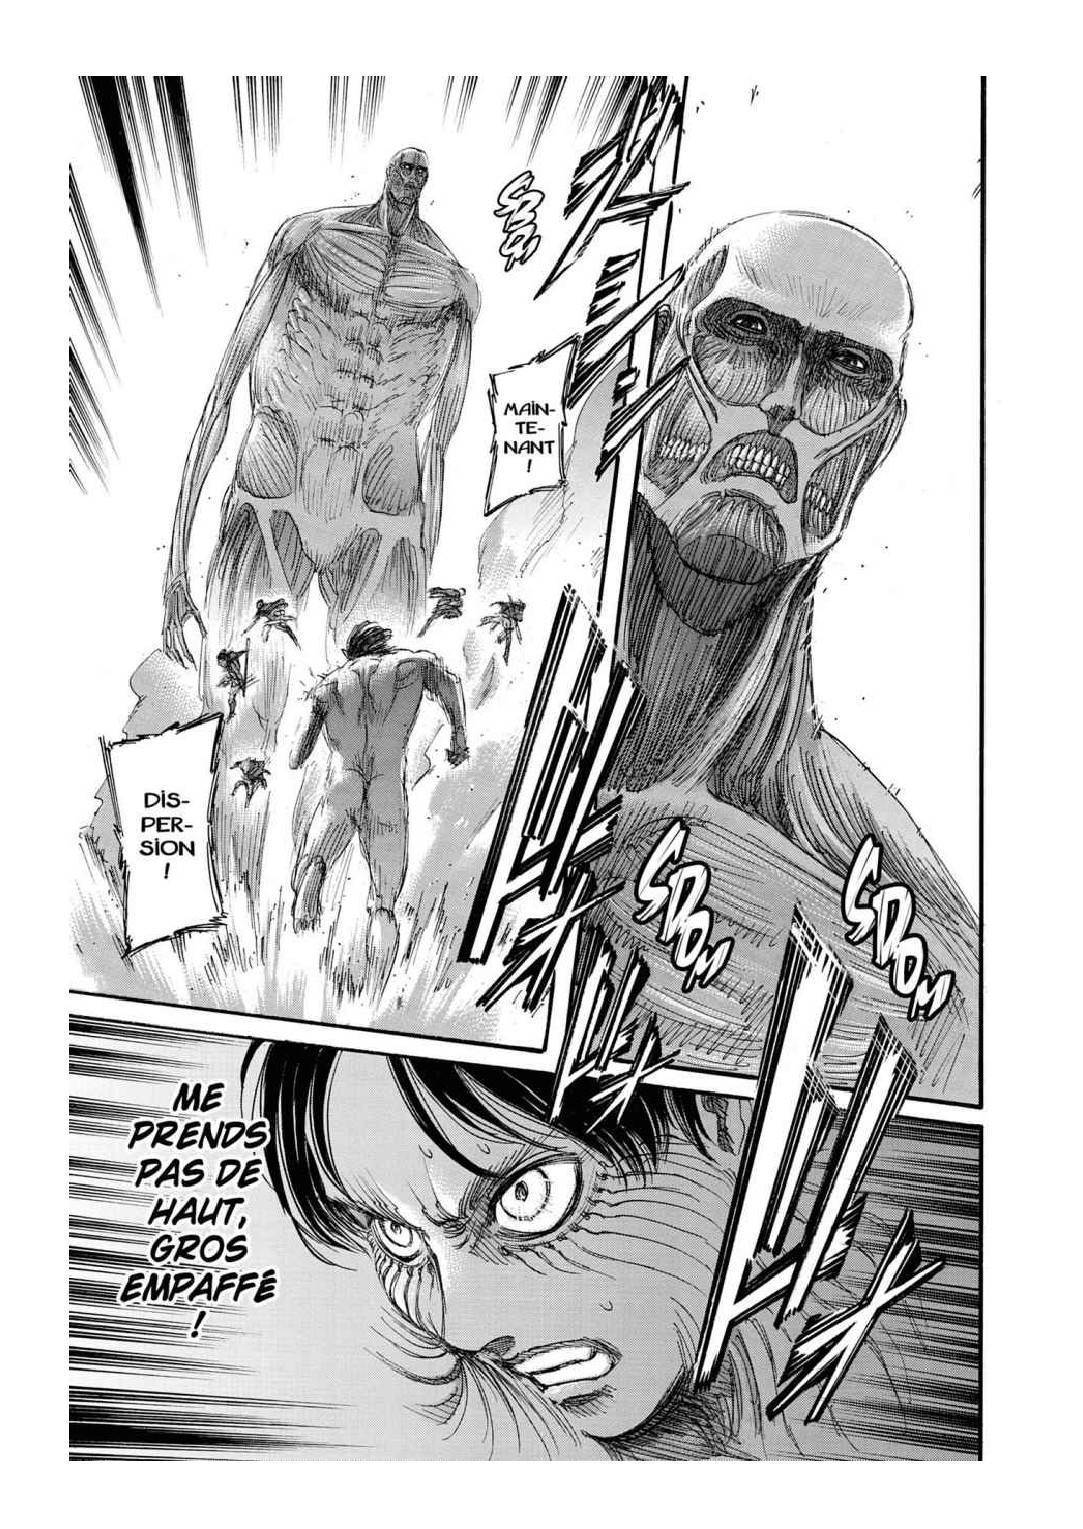 SDOM
MAIN-
TE-
NANT
!
DIS-
PER-
SION
!
SDOM
SDOM
ME
PRENDS
PAS DE
HAUT,
GROS
EMPAFFÉ
!